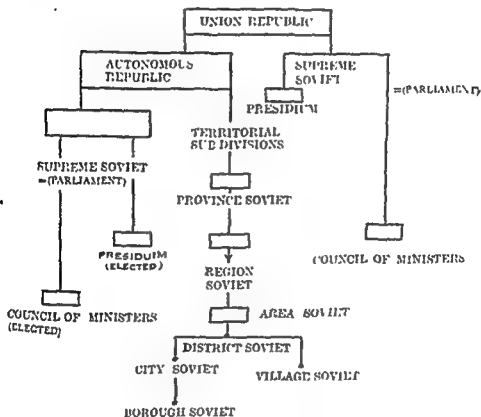 UNION REPUBLIC
AUTONOMOUS
REPUBLIC
SUPREME
SOVIET
=(PARLIAMENT)
PRESIDIUM
TERRITORIAL
SUB DIVISIONS
SUPREME SOVIET
=(PARLIAMENT)
PROVINCE SOVIET
PRESIDUIM
(ELECTED)
COUNCIL OF MINISTERS
REGION
SOVIET
COUNCIL OF MINISTERS
(ELECTED)
AREA SOVIET
DISTRICT SOVIET
CITY SOVIET
VILLAGE SOVIET
BOROUGH SOVIET